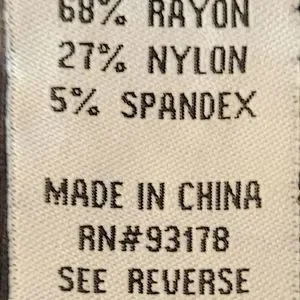 68% RAYON
27% NYLON
5% SPANDEX
MADE IN CHINA
RN#93178
SEE REVERSE